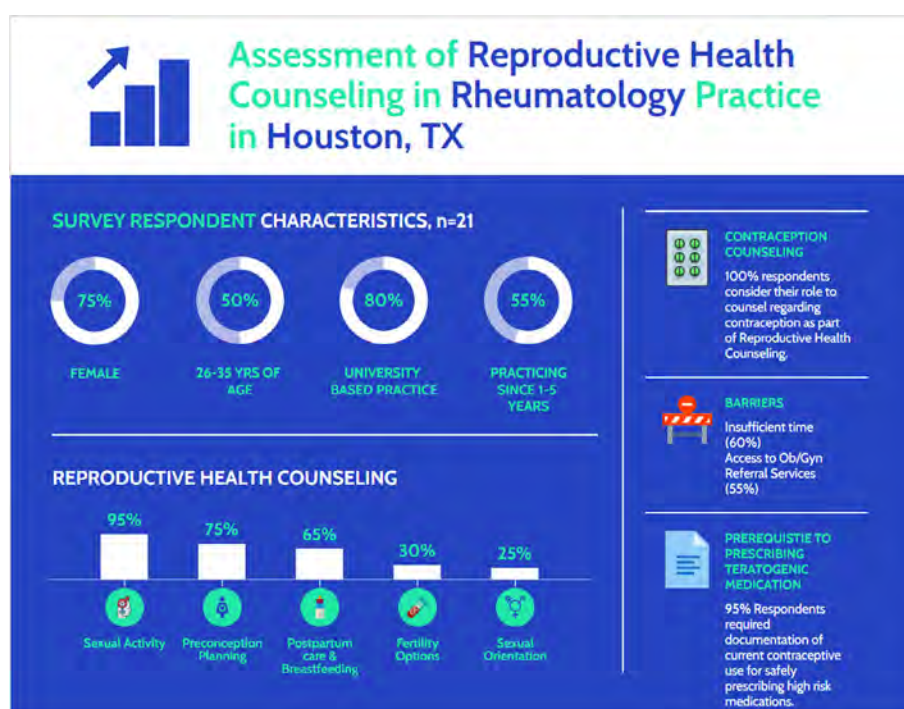 Assessment of Reproductive Health
Counseling in Rheumatology Practice
in Houston, TX
SURVEY RESPONDENT CHARACTERISTICS, n=21
75%
50%
80%
55%
FEMALE
26-35 YRS OF
AGE
UNIVERSITY
BASED PRACTICE
PRACTICING
SINCE 1-5
YEARS
REPRODUCTIVE HEALTH COUNSELING
95%
75%
65%
30%
25%
Sexual Activity
Preconception
Planning
Postpartum
care &
Breastfeeding
Fertility
Options
Sexual
Orientation
CONTRACEPTION
COUNSELING
100% respondents
consider their role to
counsel regarding
contraception as part
of Reproductive Health
Counseling.
BARRIERS
Insufficient time
(60%)
Access to Ob/Gyn
Referral Services
(55%)
PREREQUISTIE TO
PRESCRIBING
TERATOGENIC
MEDICATION
95% Respondents
required
documentation of
current contraceptive
use for safely
prescribing high risk
medications.